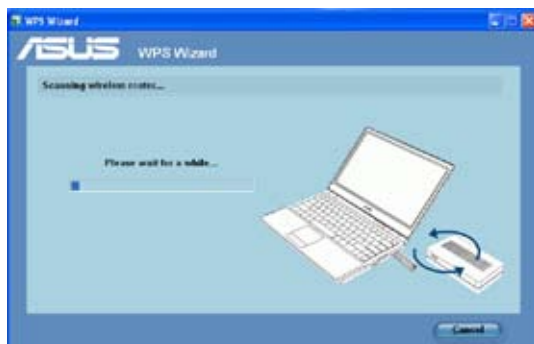 WPS Wizard
ASUS WPS Wizard
Scanning wireless router...
Please wait for a while...
Cancel